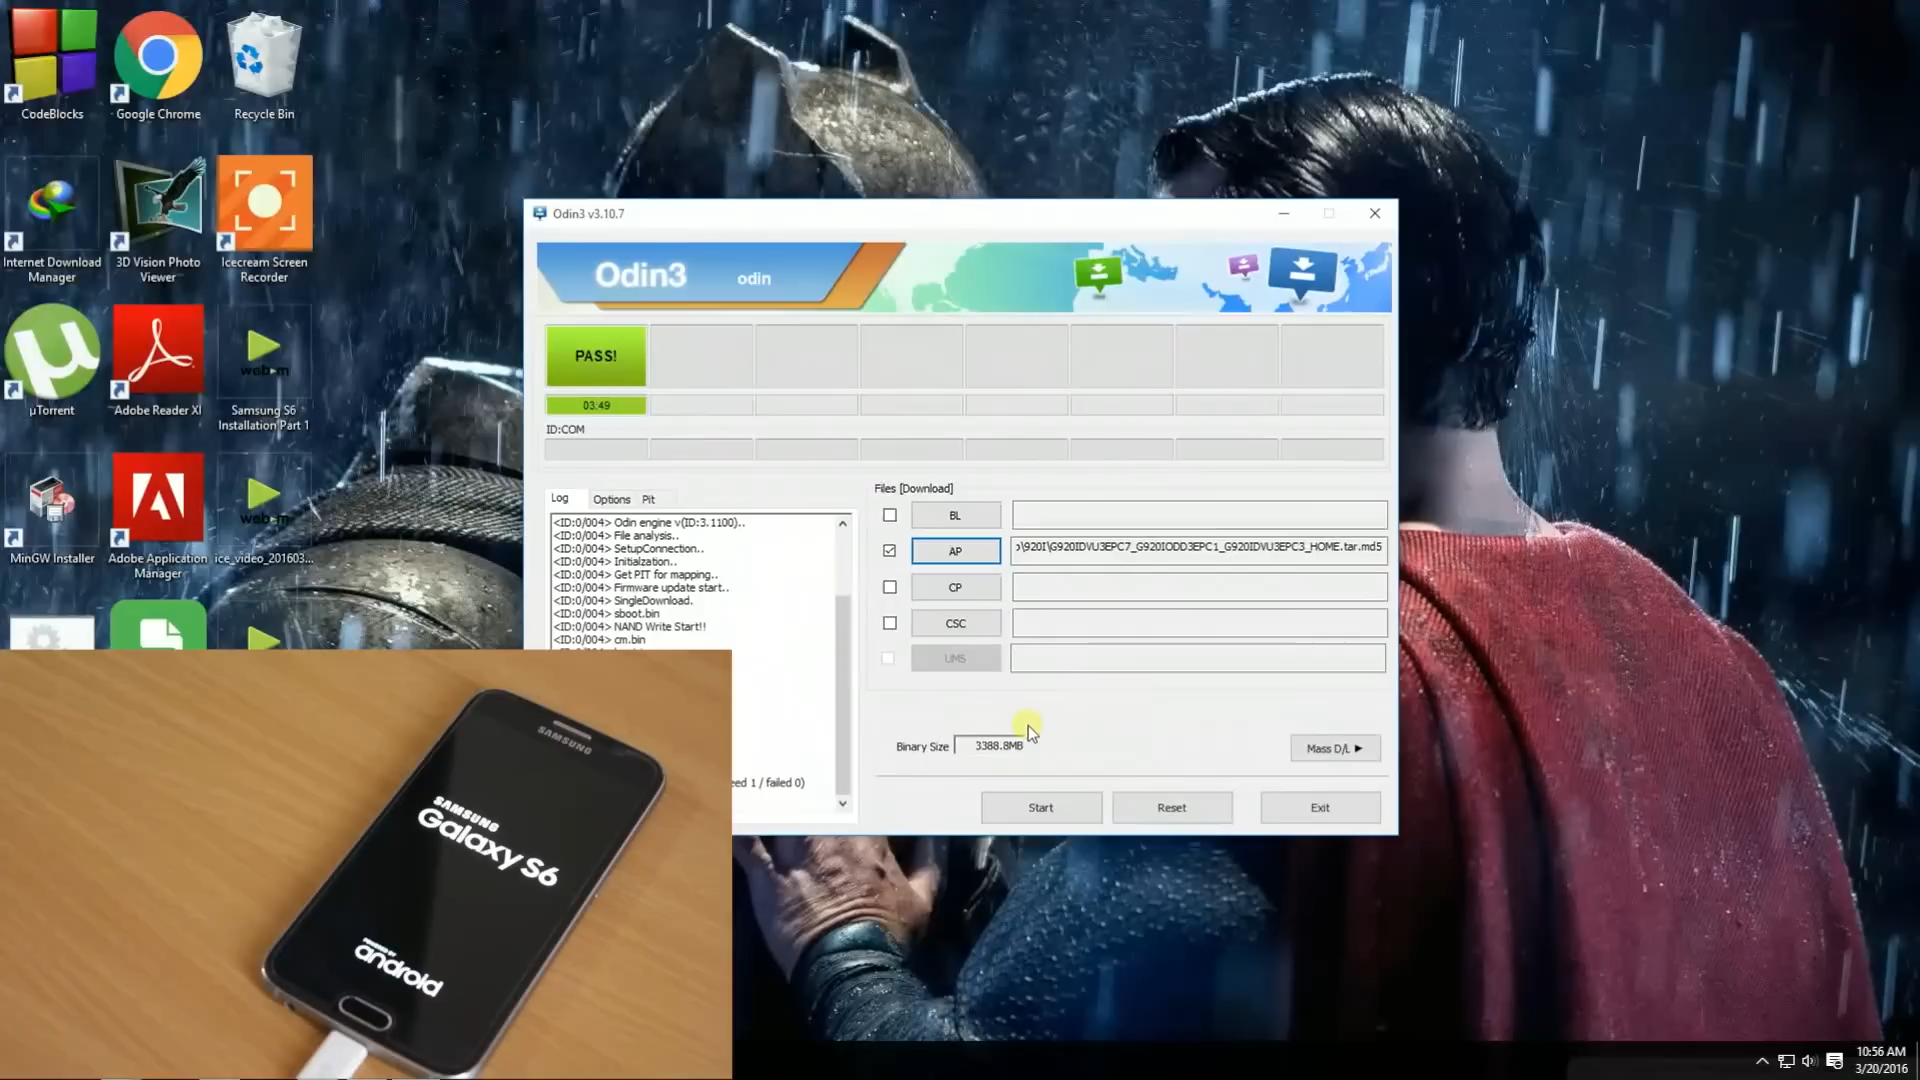 CodeBlocks
Google Chrome
Recycle Bin
Internet Download
Manager
3D Vision Photo
Viewer
Icecream Screen
Recorder
µTorrent
Adobe Reader XI
Samsung S6
Installation Part 1
MinGW Installer
Adobe Application
Manager
ice_video_201603...
Odin3 v3.10.7
Odin3
odin
PASS!
03:49
ID:COM
Log
Options
Pit
<ID:0/004> Odin engine v(ID:3.1100)..
<ID:0/004> File analysis..
<ID:0/004> SetupConnection..
<ID:0/004> Initialzation..
<ID:0/004> Get PIT for mapping..
<ID:0/004> Firmware update start..
<ID:0/004> SingleDownload.
<ID:0/004> sboot.bin
<ID:0/004> NAND Write Start!!
<ID:0/004> cm.bin
eed 1 / failed 0)
Files [Download]
BL
AP
\920I\G920IDVU3EPC7_G920IODD3EPC1_G920IDVU3EPC3_HOME.tar.md5
CP
CSC
UMS
Binary Size
3388.8MB
Mass D/L
Start
Reset
Exit
SAMSUNG
SAMSUNG
Galaxy S6
POWERED BY
android
10:56 AM
3/20/2016